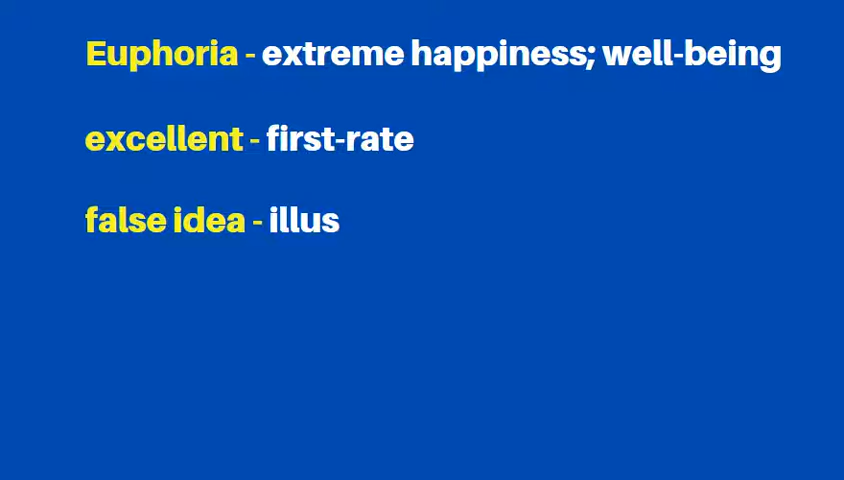 Euphoria - extreme happiness; well-being
excellent - first-rate
false idea - illus